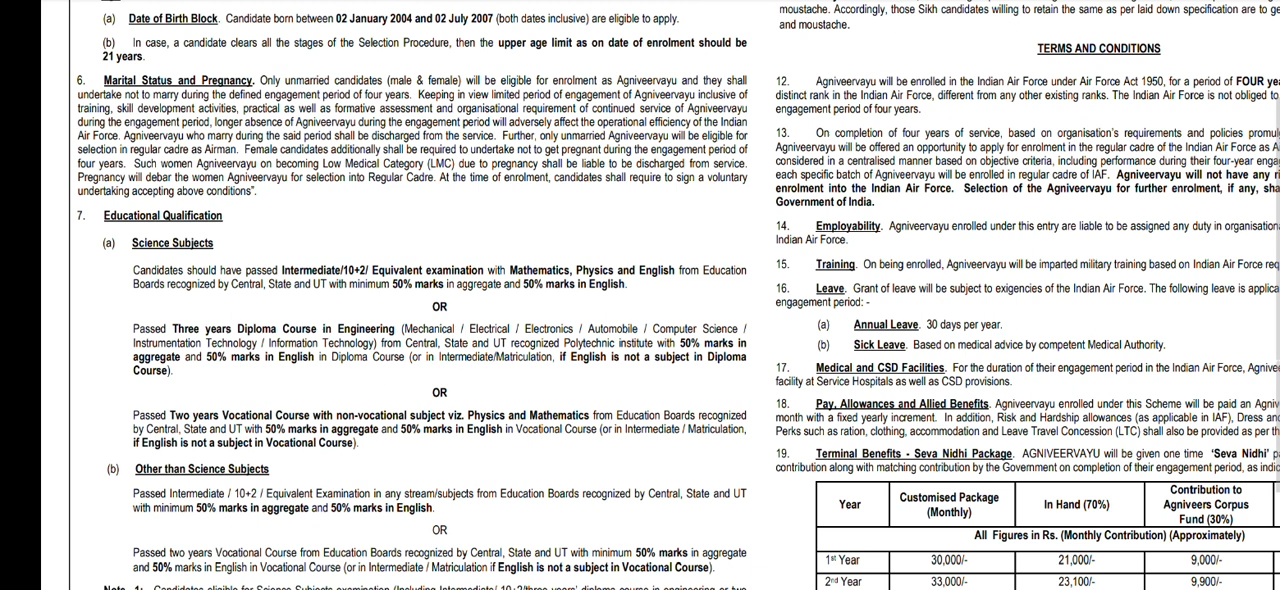 (a) Date of Birth Block. Candidate born between 02 January 2004 and 02 July 2007 (both dates inclusive) are eligible to apply.
(b) In case, a candidate clears all the stages of the Selection Procedure, then the upper age limit as on date of enrolment should be
21 years.
6. Marital Status and Pregnancy. Only unmarried candidates (male & female) will be eligible for enrolment as Agniveervayu and they shall
undertake not to marry during the defined engagement period of four years. Keeping in view limited period of engagement of Agniveervayu inclusive of
training, skill development activities, practical as well as formative assessment and organisational requirement of continued service of Agniveervayu
during the engagement period, longer absence of Agniveervayu during the engagement period will adversely affect the operational efficiency of the Indian
Air Force. Agniveervayu who marry during the said period shall be discharged from the service. Further, only unmarried Agniveervayu will be eligible for
selection in regular cadre as Airman. Female candidates additionally shall be required to undertake not to get pregnant during the engagement period of
four years. Such women Agniveervayu on becoming Low Medical Category (LMC) due to pregnancy shall be liable to be discharged from service.
Pregnancy will debar the women Agniveervayu for selection into Regular Cadre. At the time of enrolment, candidates shall require to sign a voluntary
undertaking accepting above conditions”.
7. Educational Qualification
(a) Science Subjects
Candidates should have passed Intermediate/10+2/ Equivalent examination with Mathematics, Physics and English from Education
Boards recognized by Central, State and UT with minimum 50% marks in aggregate and 50% marks in English.
OR
Passed Three years Diploma Course in Engineering (Mechanical / Electrical / Electronics / Automobile / Computer Science /
Instrumentation Technology / Information Technology) from Central, State and UT recognized Polytechnic institute with 50% marks in
aggregate and 50% marks in English in Diploma Course (or in Intermediate/Matriculation, if English is not a subject in Diploma
Course).
OR
Passed Two years Vocational Course with non-vocational subject viz. Physics and Mathematics from Education Boards recognized
by Central, State and UT with 50% marks in aggregate and 50% marks in English in Vocational Course (or in Intermediate / Matriculation,
if English is not a subject in Vocational Course).
(b) Other than Science Subjects
Passed Intermediate / 10+2 / Equivalent Examination in any stream/subjects from Education Boards recognized by Central, State and UT
with minimum 50% marks in aggregate and 50% marks in English.
OR
Passed two years Vocational Course from Education Boards recognized by Central, State and UT with minimum 50% marks in aggregate
and 50% marks in English in Vocational Course (or in Intermediate / Matriculation if English is not a subject in Vocational Course).
Note 1: Candidates eligible for Science Subjects examination (Including Intermediate/ 10+2/three years' diploma course in engineering or two
moustache. Accordingly, those Sikh candidates willing to retain the same as per laid down specification are to ge
and moustache.
TERMS AND CONDITIONS
12. Agniveervayu will be enrolled in the Indian Air Force under Air Force Act 1950, for a period of FOUR yea
distinct rank in the Indian Air Force, different from any other existing ranks. The Indian Air Force is not obliged to
engagement period of four years.
13. On completion of four years of service, based on organisation's requirements and policies promul
Agniveervayu will be offered an opportunity to apply for enrolment in the regular cadre of the Indian Air Force as A
considered in a centralised manner based on objective criteria, including performance during their four-year enga
each specific batch of Agniveervayu will be enrolled in regular cadre of IAF. Agniveervayu will not have any ri
enrolment into the Indian Air Force. Selection of the Agniveervayu for further enrolment, if any, sha
Government of India.
14. Employability. Agniveervayu enrolled under this entry are liable to be assigned any duty in organisation
Indian Air Force.
15. Training. On being enrolled, Agniveervayu will be imparted military training based on Indian Air Force req
16. Leave. Grant of leave will be subject to exigencies of the Indian Air Force. The following leave is applica
engagement period: -
(a) Annual Leave. 30 days per year.
(b) Sick Leave. Based on medical advice by competent Medical Authority.
17. Medical and CSD Facilities. For the duration of their engagement period in the Indian Air Force, Agnivee
facility at Service Hospitals as well as CSD provisions.
18. Pay, Allowances and Allied Benefits. Agniveervayu enrolled under this Scheme will be paid an Agniv
month with a fixed yearly increment. In addition, Risk and Hardship allowances (as applicable in IAF), Dress and
Perks such as ration, clothing, accommodation and Leave Travel Concession (LTC) shall also be provided as per th
19. Terminal Benefits - Seva Nidhi Package. AGNIVEERVAYU will be given one time ‘Seva Nidhi’ p
contribution along with matching contribution by the Government on completion of their engagement period, as indic
Year Customised Package (Monthly) In Hand (70%) Contribution to Agniveers Corpus Fund (30%)
All Figures in Rs. (Monthly Contribution) (Approximately)
1st Year 30,000/- 21,000/- 9,000/-
2nd Year 33,000/- 23,100/- 9,900/-